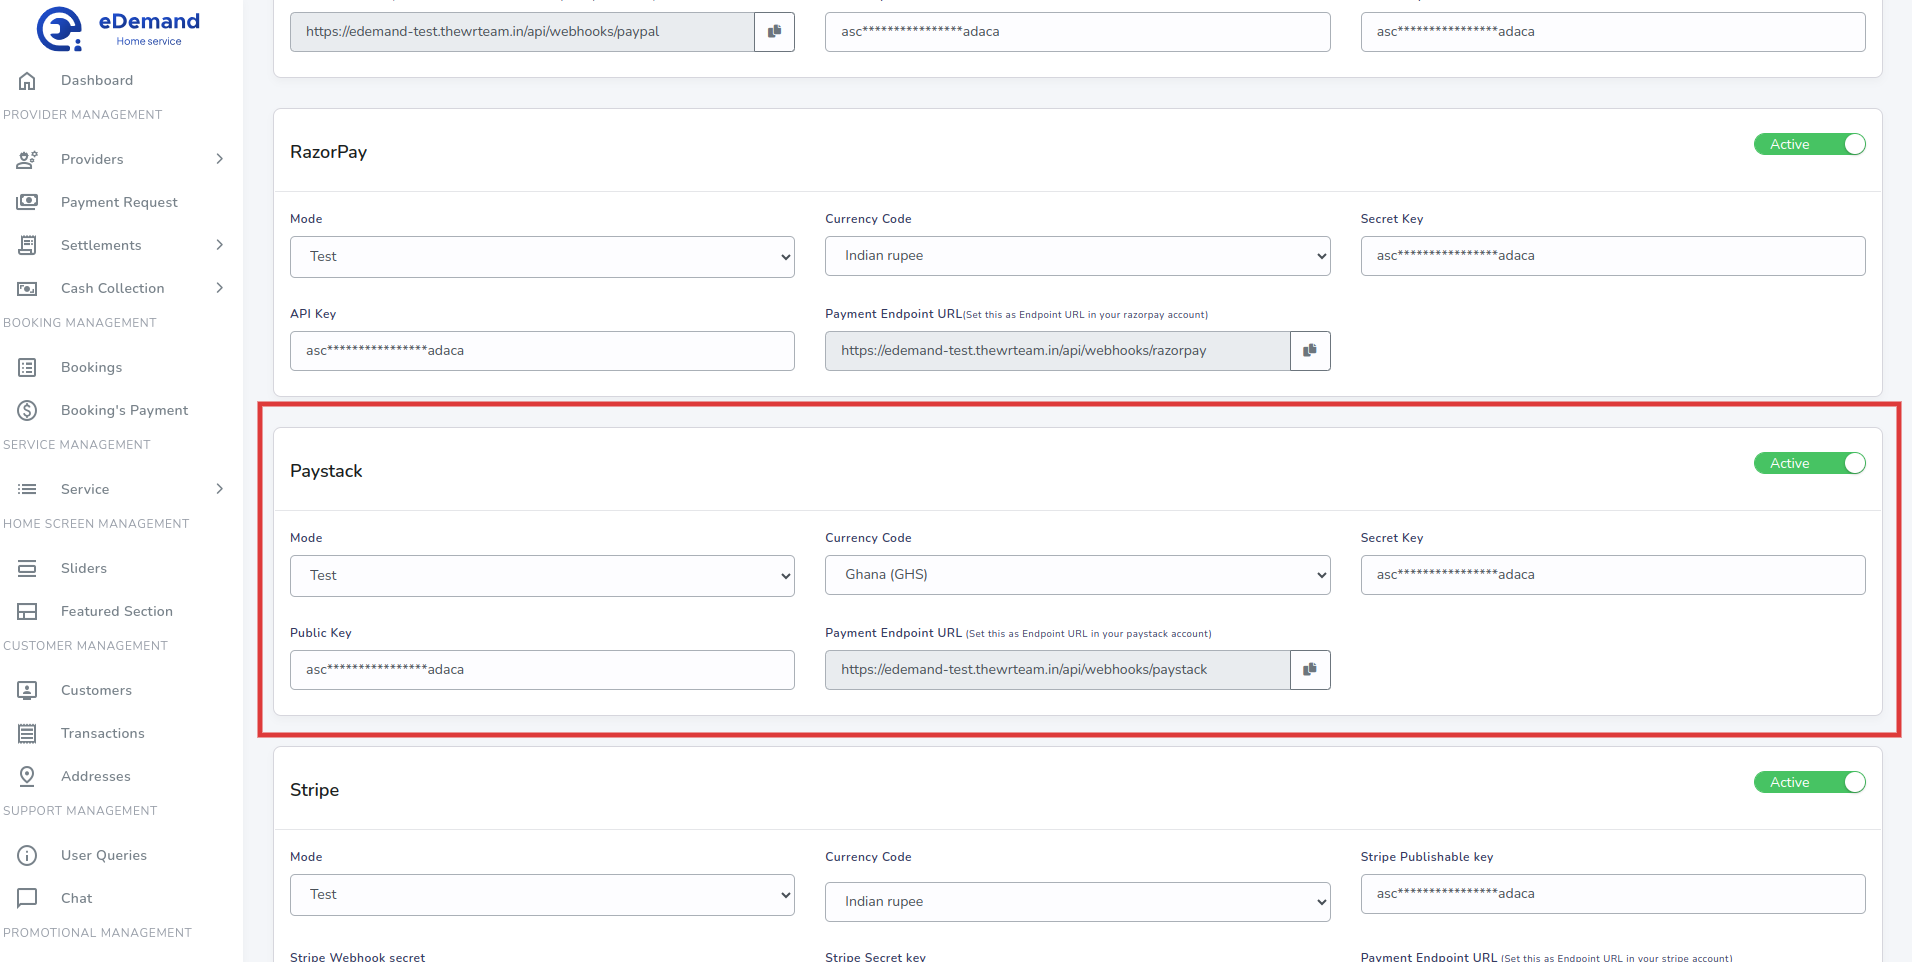 eDemand
Home service
Dashboard
PROVIDER MANAGEMENT
Providers
Payment Request
Settlements
Cash Collection
BOOKING MANAGEMENT
Bookings
Booking's Payment
SERVICE MANAGEMENT
Service
HOME SCREEN MANAGEMENT
Sliders
Featured Section
CUSTOMER MANAGEMENT
Customers
Transactions
Addresses
SUPPORT MANAGEMENT
User Queries
Chat
PROMOTIONAL MANAGEMENT
https://edemand-test.thewrteam.in/api/webhooks/paypal
asc****************adaca
asc****************adaca
RazorPay
Active
Mode
Currency Code
Secret Key
Test
Indian rupee
asc****************adaca
API Key
Payment Endpoint URL(Set this as Endpoint URL in your razorpay account)
asc****************adaca
https://edemand-test.thewrteam.in/api/webhooks/razorpay
Paystack
Active
Mode
Currency Code
Secret Key
Test
Ghana (GHS)
asc****************adaca
Public Key
Payment Endpoint URL (Set this as Endpoint URL in your paystack account)
asc****************adaca
https://edemand-test.thewrteam.in/api/webhooks/paystack
Stripe
Active
Mode
Currency Code
Stripe Publishable key
Test
Indian rupee
asc****************adaca
Stripe Webhook secret
Stripe Secret key
Payment Endpoint URL (Set this as Endpoint URL in your stripe account)